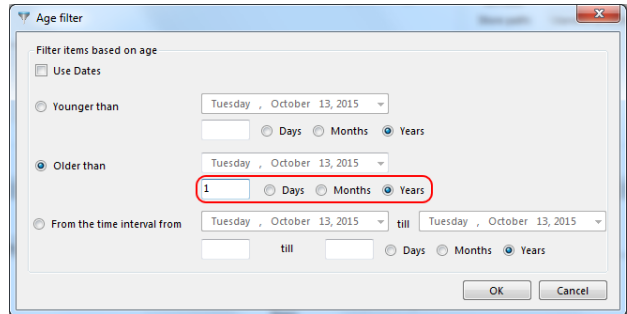 Age filter
Filter items based on age
Use Dates
Younger than
Tuesday , October 13, 2015
Days Months Years
Older than
Tuesday , October 13, 2015
1 Days Months Years
From the time interval from Tuesday , October 13, 2015 till Tuesday , October 13, 2015
till Days Months Years
OK Cancel